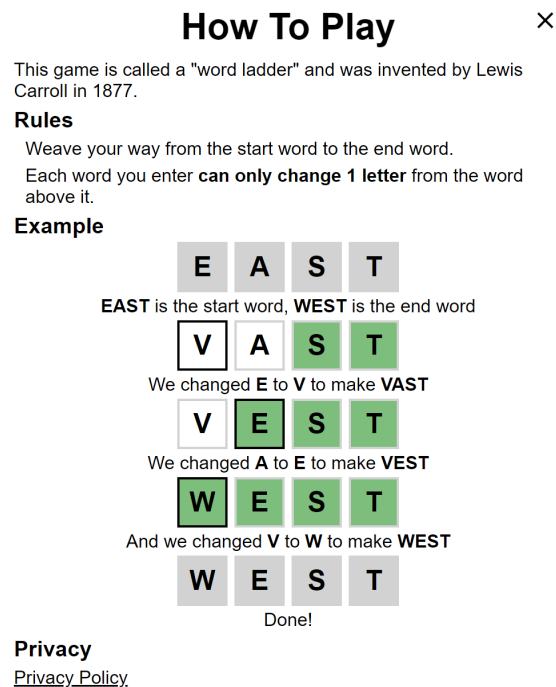 How To Play
×
This game is called a "word ladder" and was invented by Lewis
Carroll in 1877.
Rules
Weave your way from the start word to the end word.
Each word you enter can only change 1 letter from the word
above it.
Example
E A S T
EAST is the start word, WEST is the end word
V A S T
We changed E to V to make VAST
V E S T
We changed A to E to make VEST
W E S T
And we changed V to W to make WEST
W E S T
Done!
Privacy
Privacy Policy